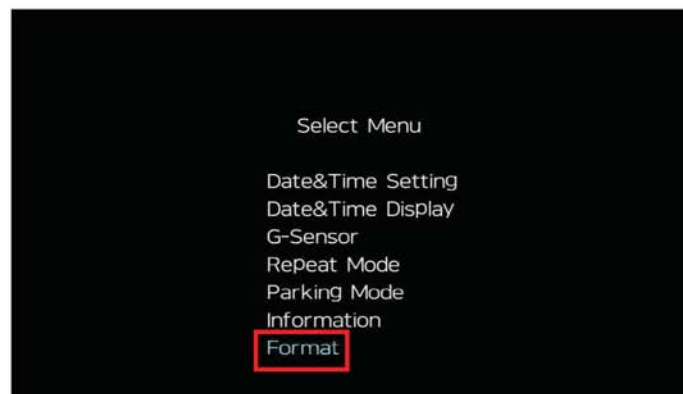 Select Menu
Date&Time Setting
Date&Time Display
G-Sensor
Repeat Mode
Parking Mode
Information
Format